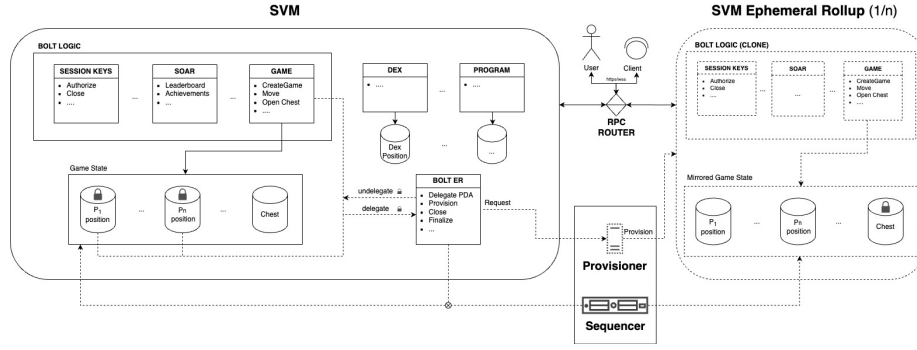 SVM
SVM Ephemeral Rollup (1/n)
BOLT LOGIC
SESSION KEYS
Authorize
Close
....
...
SOAR
Leaderboard
Achievements
...
...
GAME
CreateGame
Move
Open Chest
....
DEX
....
...
PROGRAM
....
Dex
Position
...
...
User
Client
https/wss
RPC
ROUTER
BOLT LOGIC (CLONE)
SESSION KEYS
Authorize
Close
....
...
SOAR
...
...
GAME
CreateGame
Move
Open Chest
....
Game State
P1
position
...
Pn
position
...
Chest
undelegate
delegate
BOLT ER
Delegate PDA
Provision
Close
Finalize
...
Request
Provision
Provisioner
Sequencer
Mirrored Game State
P1
position
...
Pn
position
...
Chest